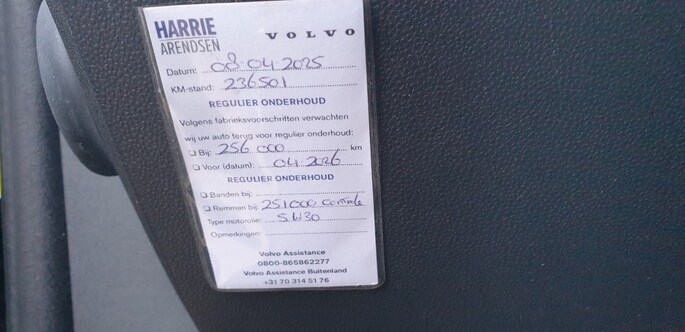 HARRIE
ARENDSEN
VOLVO
Datum: 08-04-2025
KM-stand: 236501
REGULIER ONDERHOUD
Volgens fabrieksvoorschriften verwachten
wij uw auto terug voor regulier onderhoud:
❑ Bij: 256 000 km
❑ Voor (datum): 04-2026
REGULIER ONDERHOUD
❑ Banden bij:
❑ Remmen bij: 251000 controle
Type motorolie: 5W30
Opmerkingen:
Volvo Assistance
0800-865862277
Volvo Assistance Buitenland
+31 70 314 51 76